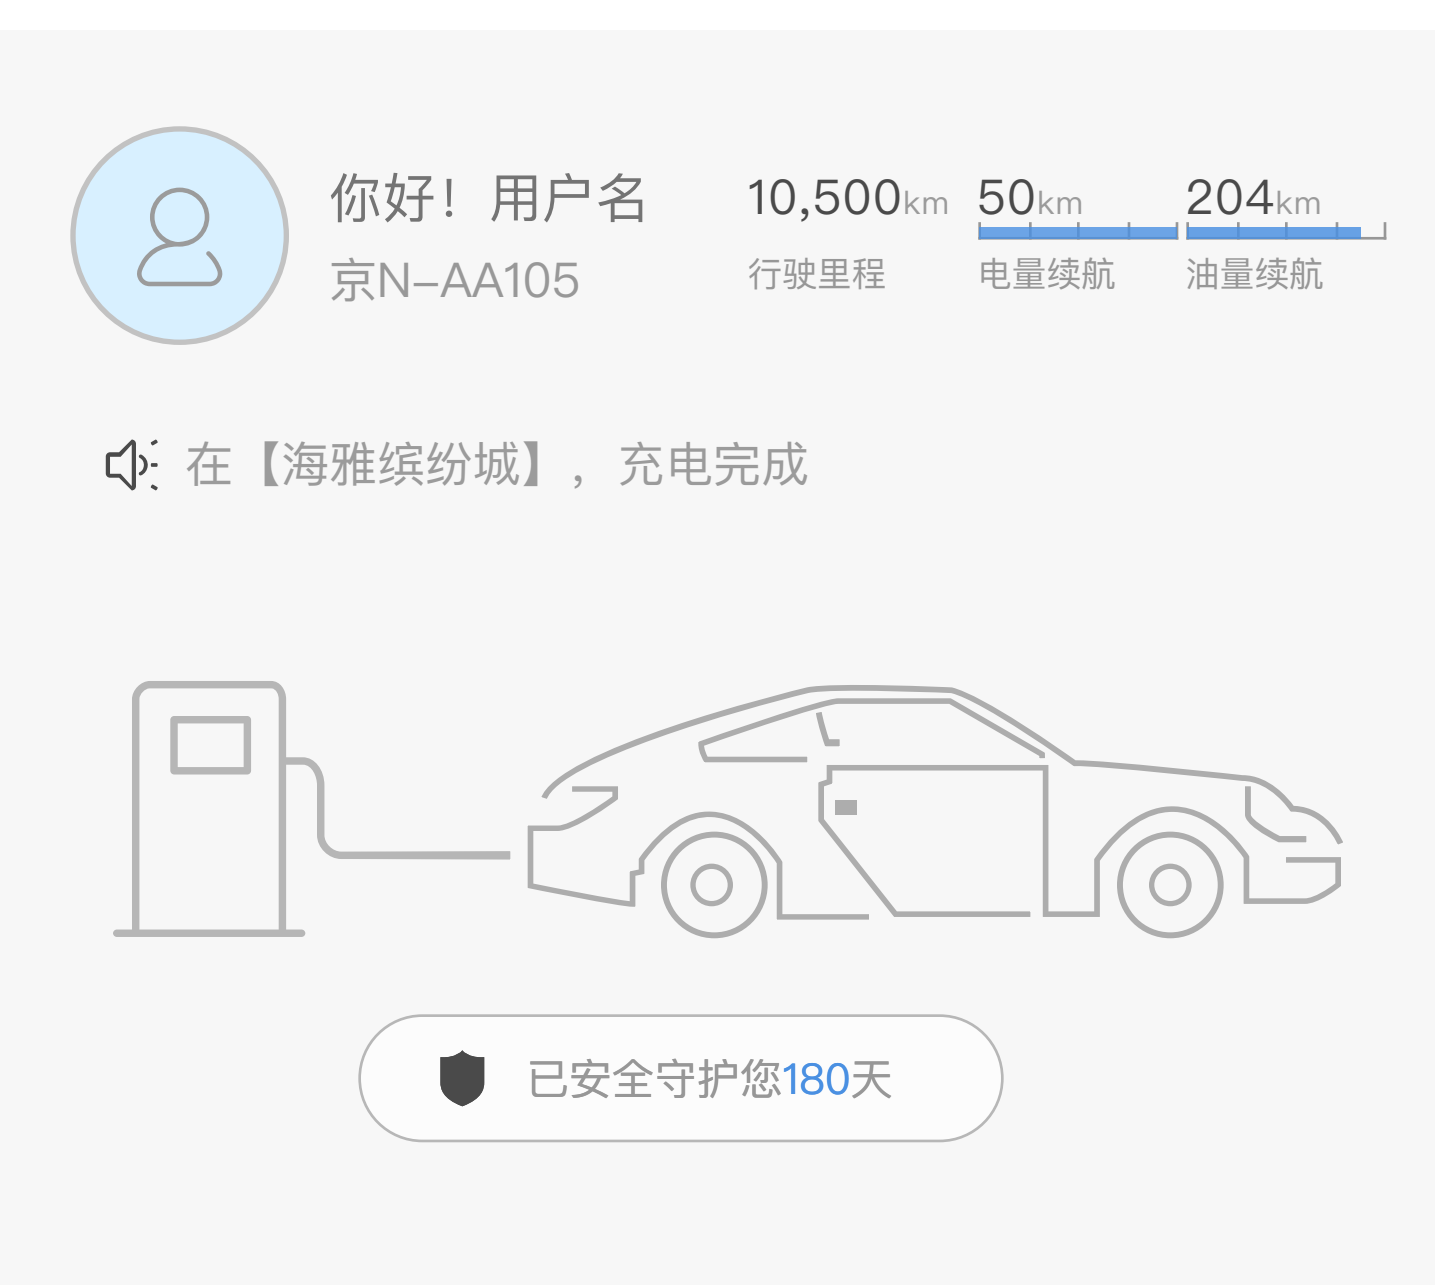 你好！用户名
京N–AA105
10,500km
行驶里程
50km
电量续航
204km
油量续航
在【海雅缤纷城】，充电完成
已安全守护您180天